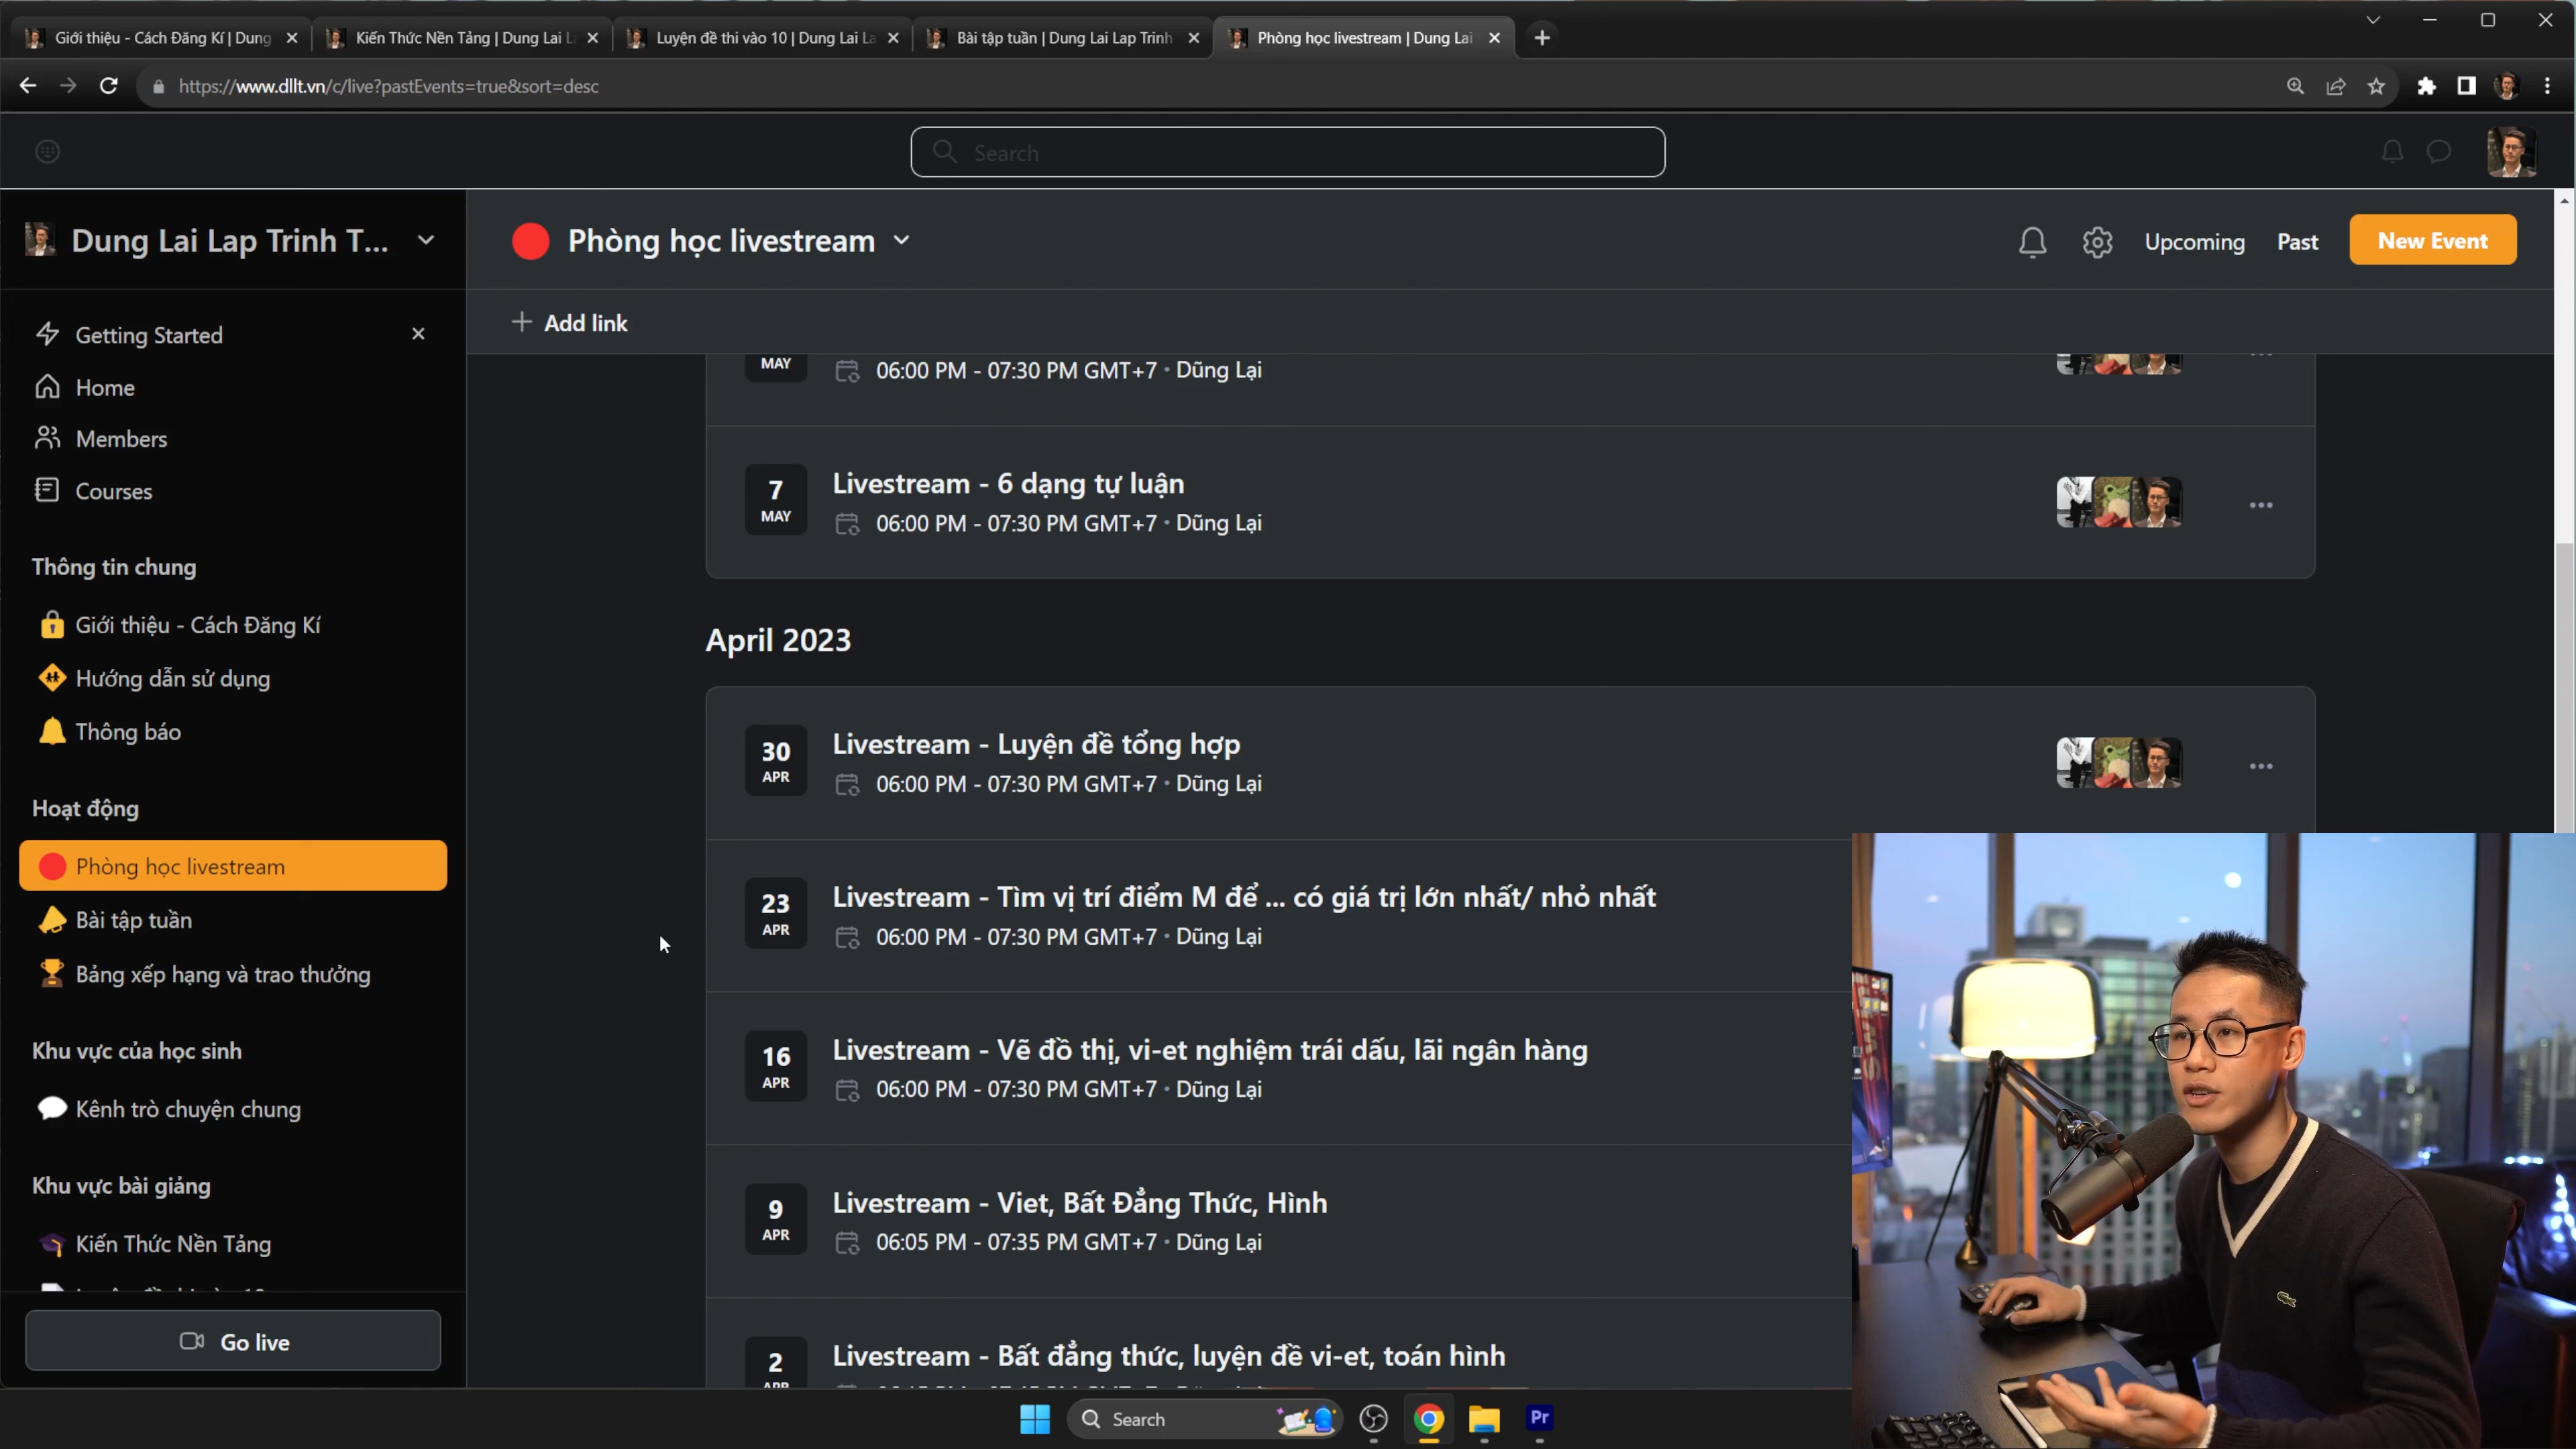 Giới thiệu - Cách Đăng Kí | Dung
Kiến Thức Nền Tảng | Dung Lai L
Luyện đề thi vào 10 | Dung Lai La
Bài tập tuần | Dung Lai Lap Trinh
Phòng học livestream | Dung Lai
https://www.dllt.vn/c/live?pastEvents=true&sort=desc
Search
Dung Lai Lap Trinh T...
Phòng học livestream
Upcoming
Past
New Event
Add link
Getting Started
Home
Members
Courses
Thông tin chung
Giới thiệu - Cách Đăng Kí
Hướng dẫn sử dụng
Thông báo
Hoạt động
Phòng học livestream
Bài tập tuần
Bảng xếp hạng và trao thưởng
Khu vực của học sinh
Kênh trò chuyện chung
Khu vực bài giảng
Kiến Thức Nền Tảng
Go live
MAY
06:00 PM - 07:30 PM GMT+7 · Dũng Lại
7
MAY
Livestream - 6 dạng tự luận
06:00 PM - 07:30 PM GMT+7 · Dũng Lại
April 2023
30
APR
Livestream - Luyện đề tổng hợp
06:00 PM - 07:30 PM GMT+7 · Dũng Lại
23
APR
Livestream - Tìm vị trí điểm M để ... có giá trị lớn nhất/ nhỏ nhất
06:00 PM - 07:30 PM GMT+7 · Dũng Lại
16
APR
Livestream - Vẽ đồ thị, vi-et nghiệm trái dấu, lãi ngân hàng
06:00 PM - 07:30 PM GMT+7 · Dũng Lại
9
APR
Livestream - Viet, Bất Đẳng Thức, Hình
06:05 PM - 07:35 PM GMT+7 · Dũng Lại
2
APR
Livestream - Bất đẳng thức, luyện đề vi-et, toán hình
Search
Pr